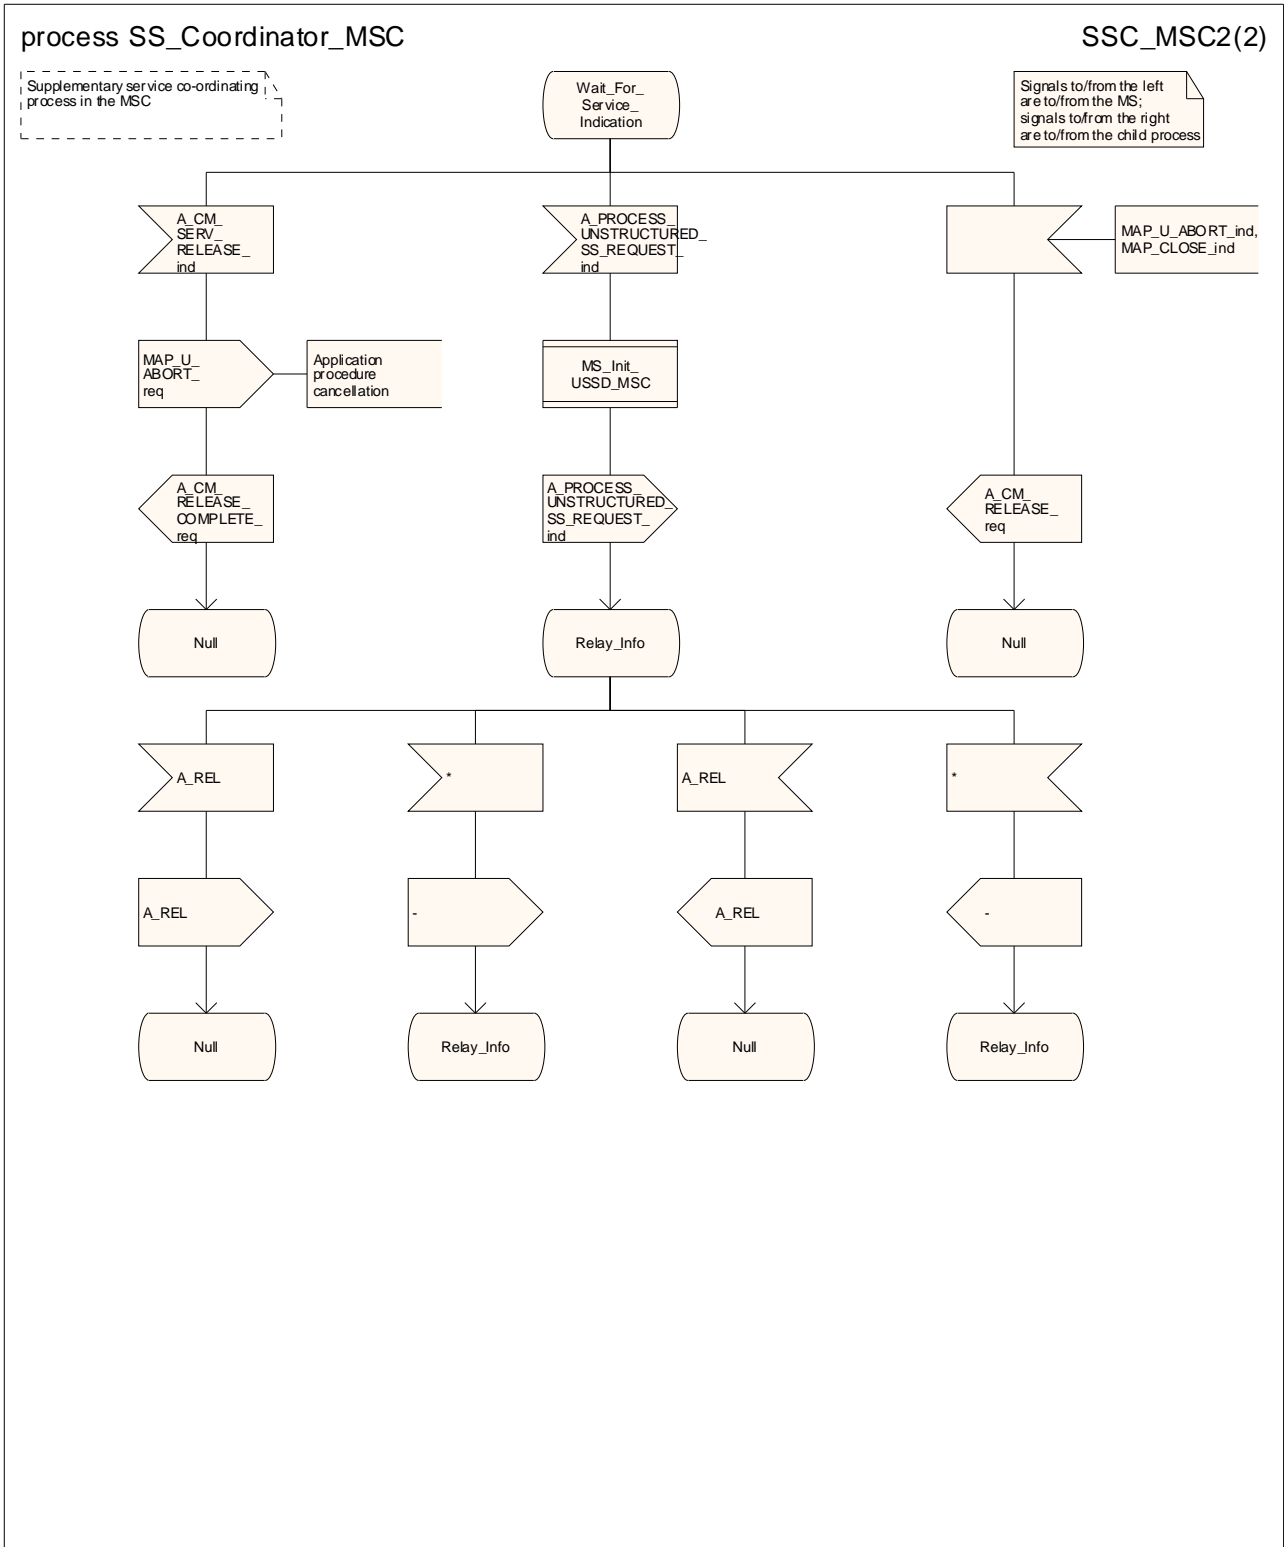 process SS_Coordinator_MSC
SSC_MSC2(2)
Supplementary service co-ordinating
process in the MSC
Wait_For_
Service_
Indication
Signals to/from the left
are to/from the MS;
signals to/from the right
are to/from the child process
A_CM_
SERV_
RELEASE_
ind
A_PROCESS_
UNSTRUCTURED_
SS_REQUEST_
ind
MAP_U_ABORT_ind,
MAP_CLOSE_ind
MAP_U_
ABORT_
req
Application
procedure
cancellation
MS_Init_
USSD_MSC
A_CM_
RELEASE_
COMPLETE_
req
A_PROCESS_
UNSTRUCTURED_
SS_REQUEST_
ind
A_CM_
RELEASE_
req
Null
Relay_Info
Null
A_REL
*
A_REL
*
A_REL
-
A_REL
-
Null
Relay_Info
Null
Relay_Info